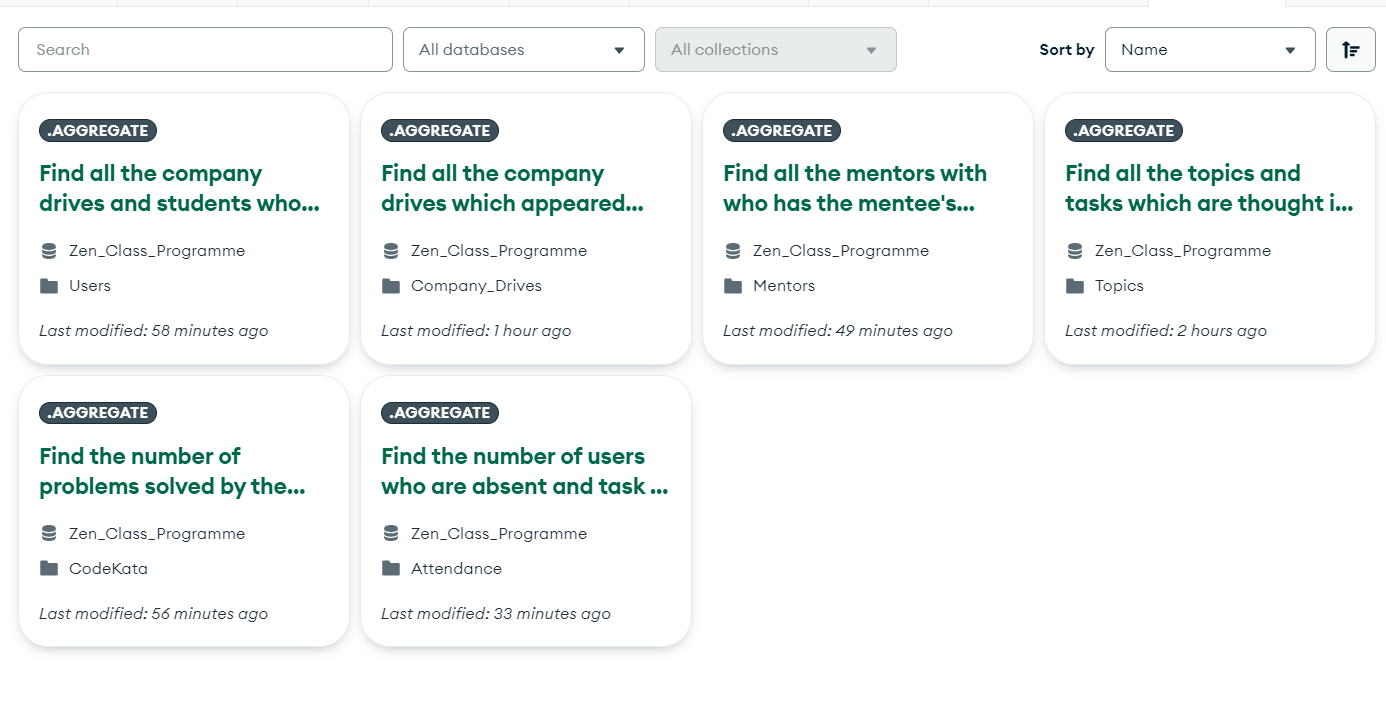 Search
All databases
All collections
Sort by
Name
.AGGREGATE
Find all the company
drives and students who...
Zen_Class_Programme
Users
Last modified: 58 minutes ago
.AGGREGATE
Find all the company
drives which appeared...
Zen_Class_Programme
Company_Drives
Last modified: 1 hour ago
.AGGREGATE
Find all the mentors with
who has the mentee's...
Zen_Class_Programme
Mentors
Last modified: 49 minutes ago
.AGGREGATE
Find all the topics and
tasks which are thought i...
Zen_Class_Programme
Topics
Last modified: 2 hours ago
.AGGREGATE
Find the number of
problems solved by the...
Zen_Class_Programme
CodeKata
Last modified: 56 minutes ago
.AGGREGATE
Find the number of users
who are absent and task ...
Zen_Class_Programme
Attendance
Last modified: 33 minutes ago